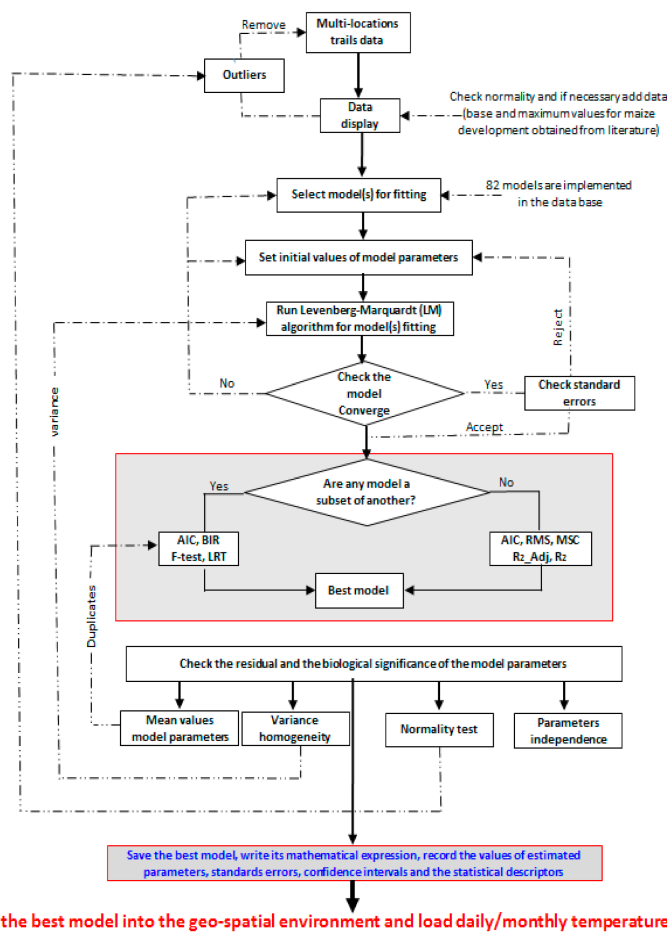 Multi-locations
trails data
Remove
Outliers
Data
display
Check normality and if necessary add data
(base and maximum values for maize
development obtained from literature)
Select model(s) for fitting
82 models are implemented
in the data base
Set initial values of model parameters
Run Levenberg-Marquardt (LM)
algorithm for model(s) fitting
variance
Reject
No
Check the
model
Converge
Yes
Check standard
errors
Accept
Yes
Are any model a
subset of another?
No
AIC, BIR
F-test, LRT
AIC, RMS, MSC
R2_Adj, R2
Best model
Duplicates
Check the residual and the biological significance of the model parameters
Mean values
model parameters
Variance
homogeneity
Normality test
Parameters
independence
Save the best model, write its mathematical expression, record the values of estimated
parameters, standards errors, confidence intervals and the statistical descriptors
the best model into the geo-spatial environment and load daily/monthly temperature